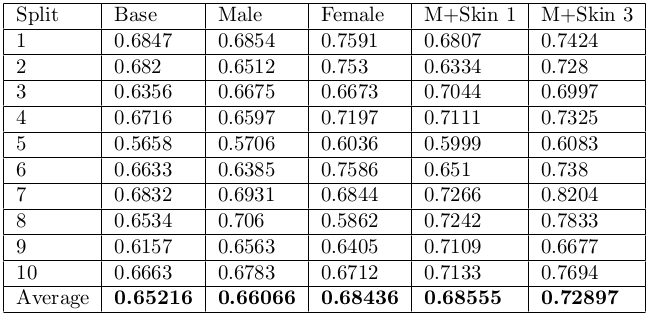 Split Base Male Female M+Skin 1 M+Skin 3
1 0.6847 0.6854 0.7591 0.6807 0.7424
2 0.682 0.6512 0.753 0.6334 0.728
3 0.6356 0.6675 0.6673 0.7044 0.6997
4 0.6716 0.6597 0.7197 0.7111 0.7325
5 0.5658 0.5706 0.6036 0.5999 0.6083
6 0.6633 0.6385 0.7586 0.651 0.738
7 0.6832 0.6931 0.6844 0.7266 0.8204
8 0.6534 0.706 0.5862 0.7242 0.7833
9 0.6157 0.6563 0.6405 0.7109 0.6677
10 0.6663 0.6783 0.6712 0.7133 0.7694
Average 0.65216 0.66066 0.68436 0.68555 0.72897